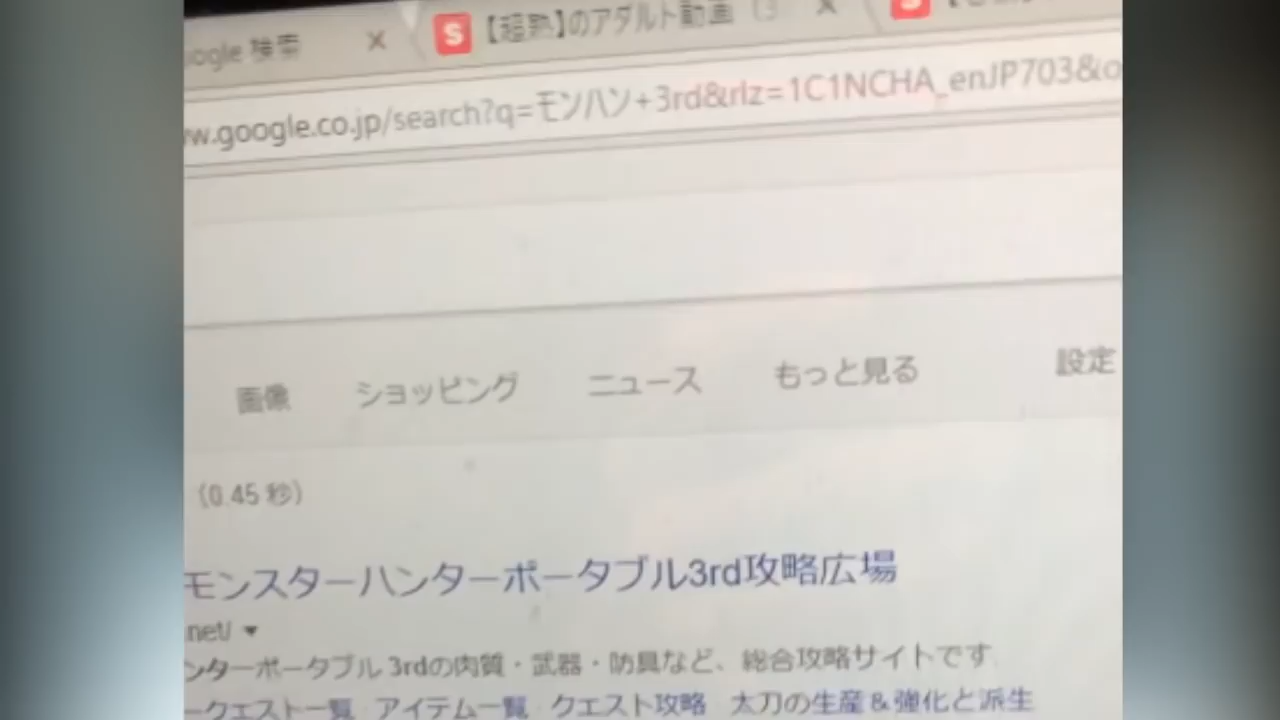 oogle 検索 × S 【超熟】のアダルト動画 ( × S
ww.google.co.jp/search?q=モンハン+3rd&rlz=1C1NCHA_enJP703&o
画像 ショッピング ニュース もっと見る 設定
(0.45 秒)
モンスターハンターポータブル3rd攻略広場
.net/ ▼
ンターポータブル 3rdの肉質・武器・防具など、総合攻略サイトです
ークエスト一覧 アイテム一覧 クエスト攻略 太刀の生産&強化と派生